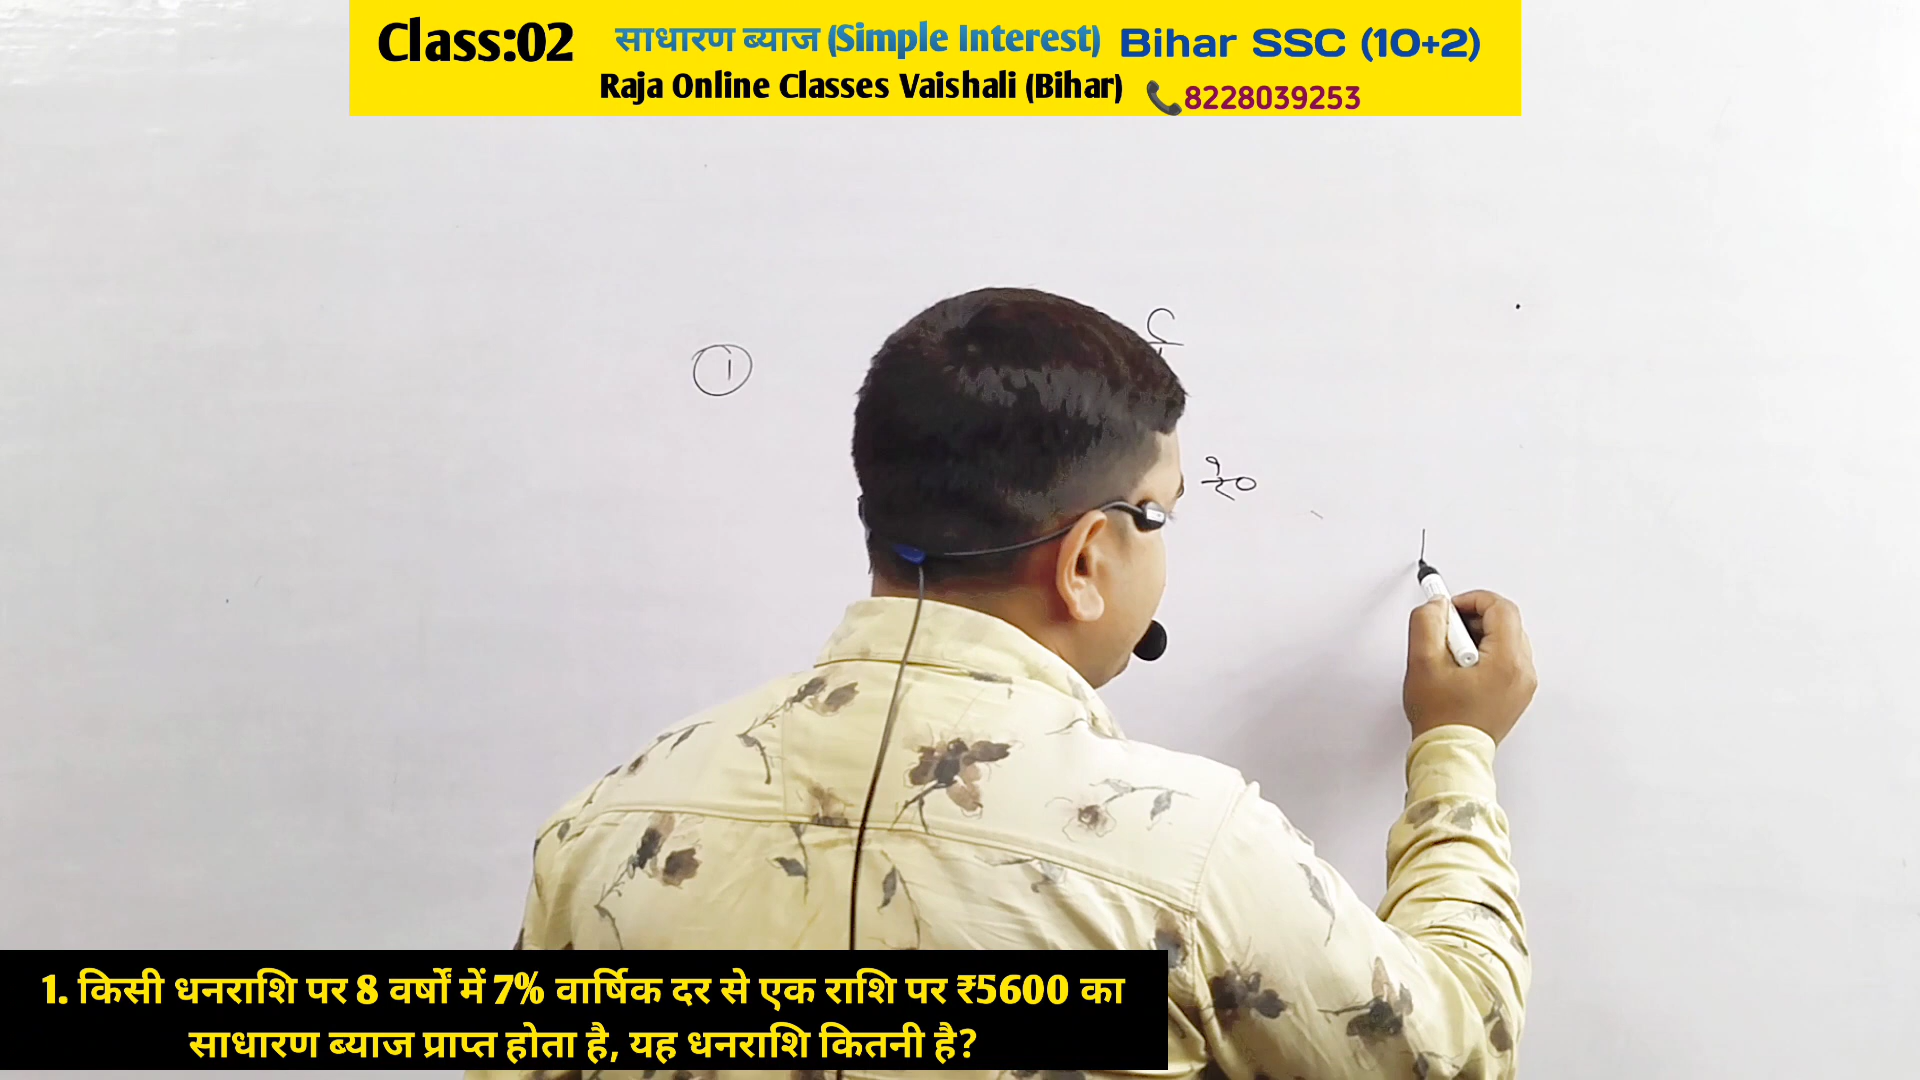 Class:02
साधारण ब्याज (Simple Interest) Bihar SSC (10+2)
Raja Online Classes Vaishali (Bihar) 8228039253
1
1. किसी धनराशि पर 8 वर्षों में 7% वार्षिक दर से एक राशि पर ₹5600 का
साधारण ब्याज प्राप्त होता है, यह धनराशि कितनी है?